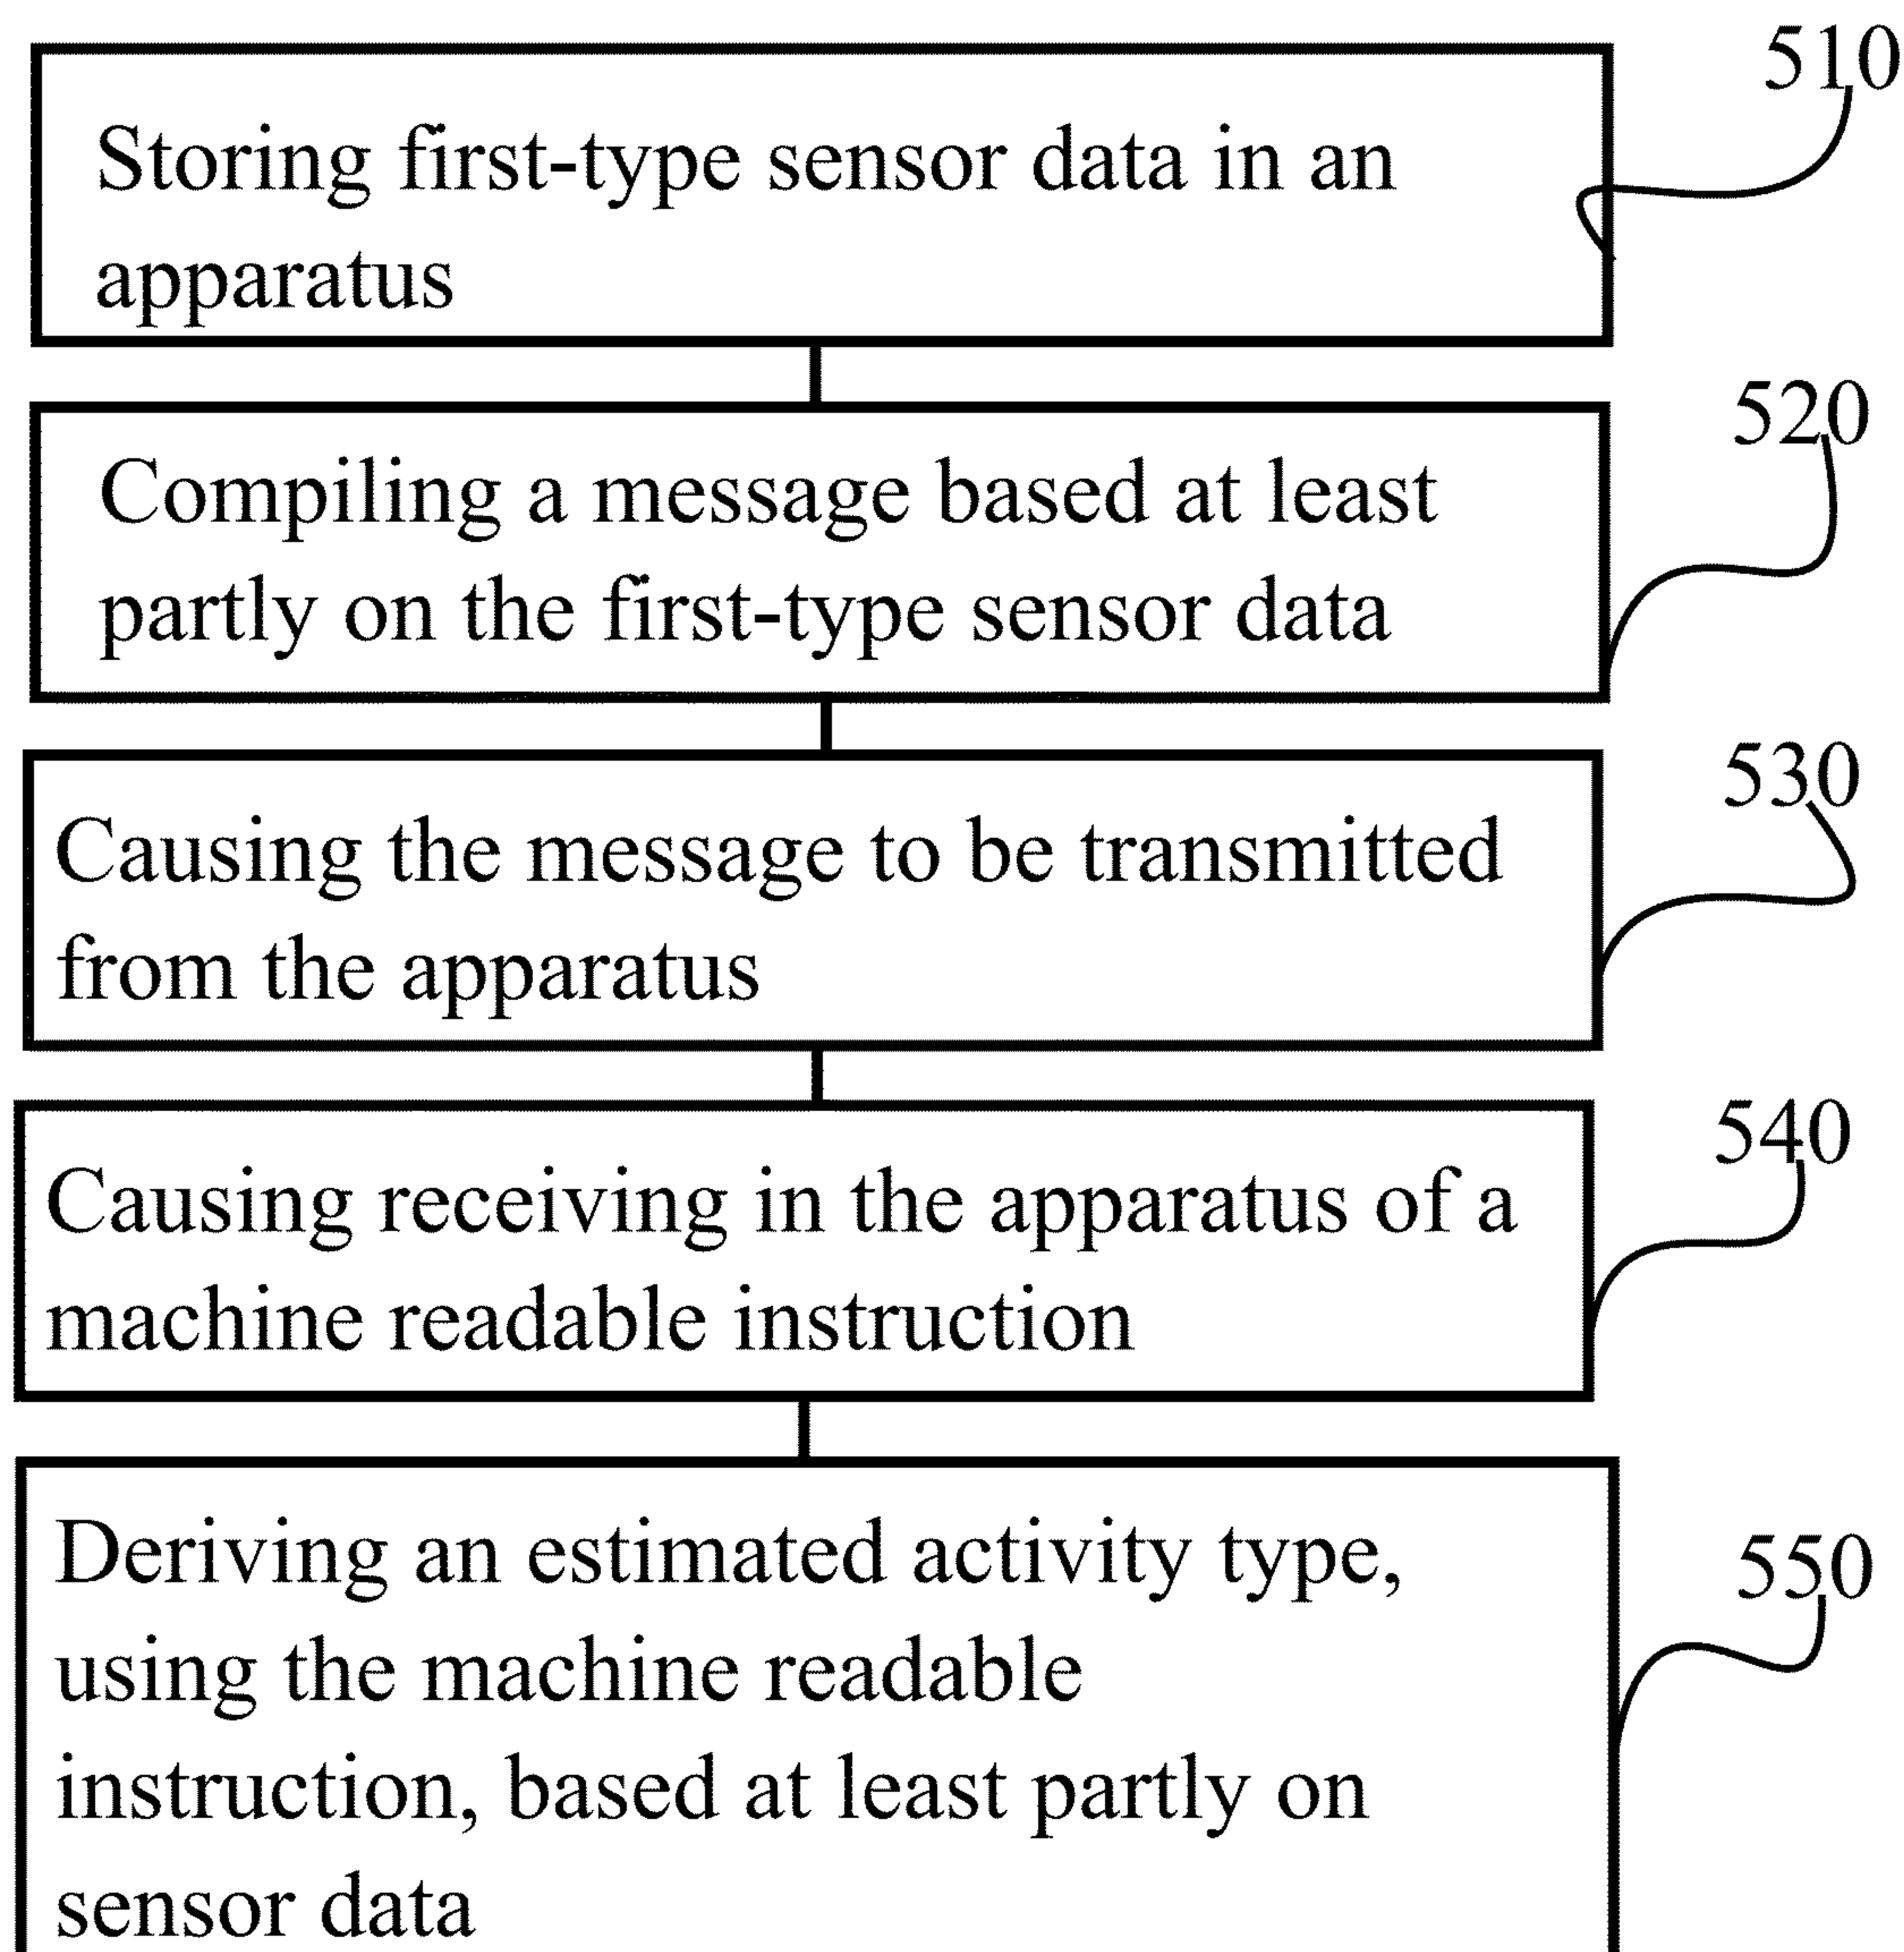 510
Storing first-type sensor data in an
apparatus
520
Compiling a message based at least
partly on the first-type sensor data
530
Causing the message to be transmitted
from the apparatus
540
Causing receiving in the apparatus of a
machine readable instruction
550
Deriving an estimated activity type,
using the machine readable
instruction, based at least partly on
sensor data